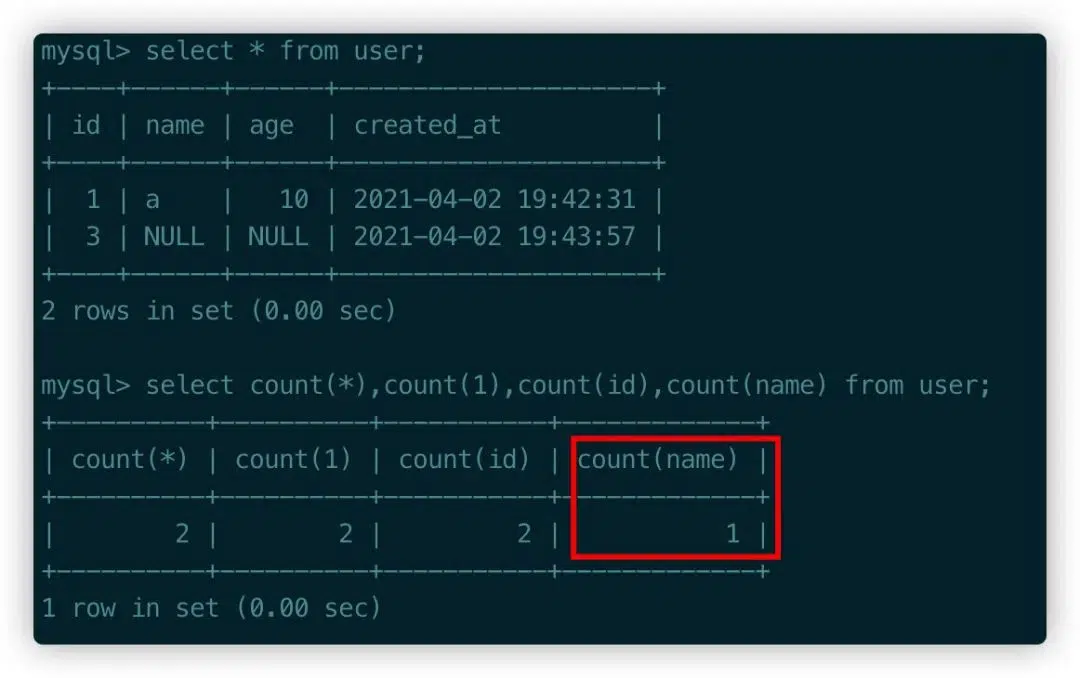 mysql> select * from user;
+----+------+------+---------------------+
| id | name | age  | created_at          |
+----+------+------+---------------------+
|  1 | a    |   10 | 2021-04-02 19:42:31 |
|  3 | NULL | NULL | 2021-04-02 19:43:57 |
+----+------+------+---------------------+
2 rows in set (0.00 sec)
mysql> select count(*),count(1),count(id),count(name) from user;
+----------+----------+-----------+-------------+
| count(*) | count(1) | count(id) | count(name) |
+----------+----------+-----------+-------------+
|        2 |        2 |         2 |           1 |
+----------+----------+-----------+-------------+
1 row in set (0.00 sec)